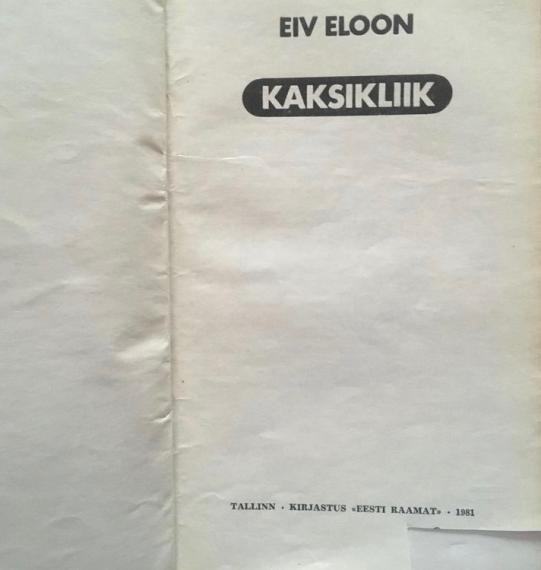 EIV ELOON
KAKSIKLIIK
TALLINN · KIRJASTUS «EESTI RAAMAT» · 1981